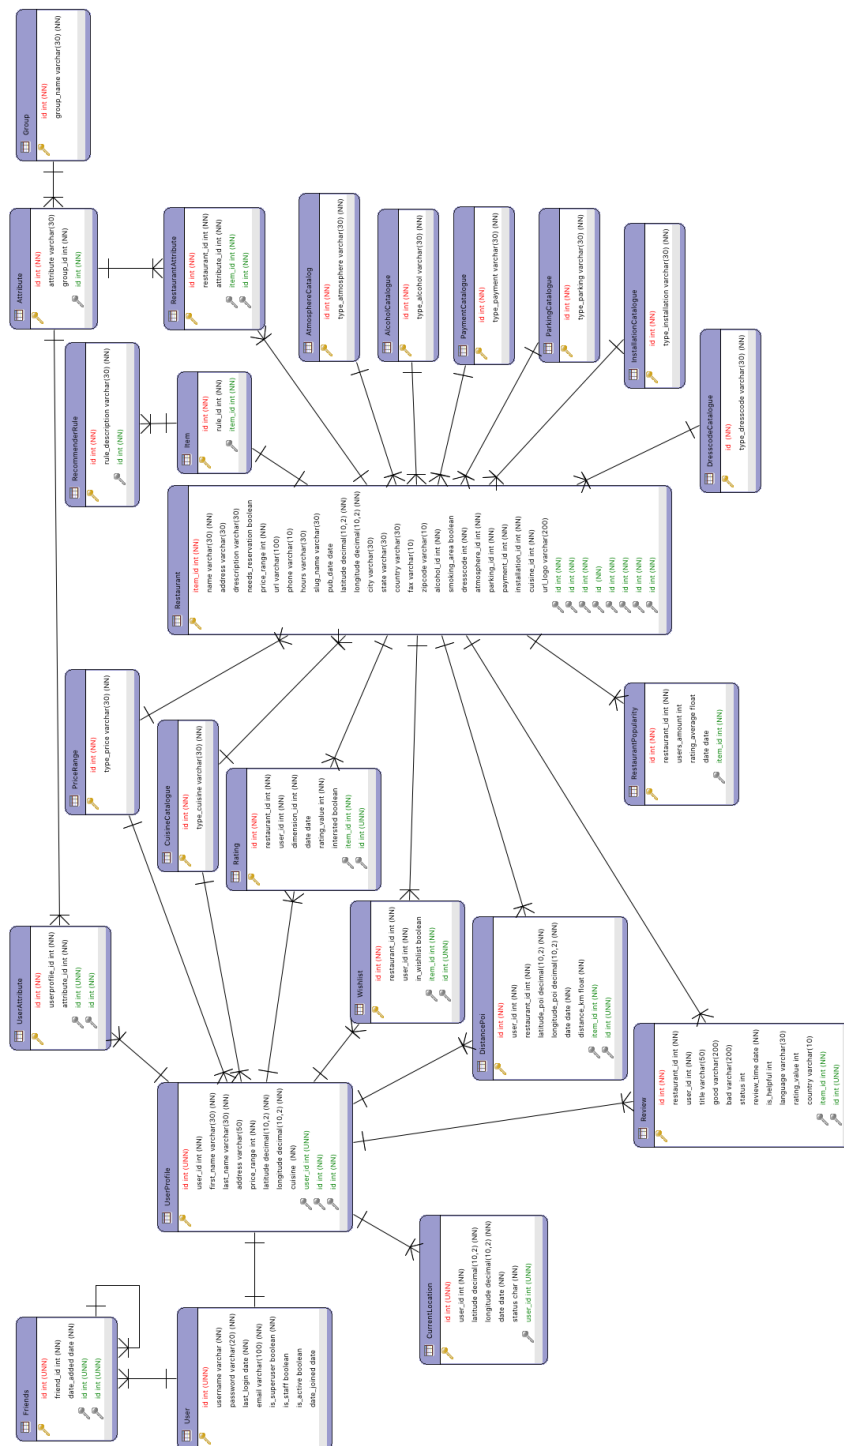 Group
id int (NN)
group_name varchar(30) (NN)
Attribute
id int (NN)
attribute varchar(30)
group_id int (NN)
id int (NN)
RestaurantAttribute
id int (NN)
restaurant_id int (NN)
attribute_id int (NN)
item_id int (NN)
id int (NN)
AtmosphereCatalog
id int (NN)
type_atmosphere varchar(30) (NN)
AlcoholCatalogue
id int (NN)
type_alcohol varchar(30) (NN)
PaymentCatalogue
id int (NN)
type_payment varchar(30) (NN)
ParkingCatalogue
id int (NN)
type_parking varchar(30) (NN)
InstallationCatalogue
id int (NN)
type_installation varchar(30) (NN)
DresscodeCatalogue
id (NN)
type_dresscode varchar(30) (NN)
RecommenderRule
id int (NN)
rule_description varchar(30) (NN)
id int (NN)
Item
id int (NN)
rule_id int (NN)
item_id int (NN)
Restaurant
item_id int (NN)
name varchar(30) (NN)
address varchar(30)
drescription varchar(30)
needs_reservation boolean
price_range int (NN)
url varchar(100)
phone varchar(10)
hours varchar(30)
slug_name varchar(30)
pub_date date
latitude decimal(10,2) (NN)
longitude decimal(10,2) (NN)
city varchar(30)
state varchar(30)
country varchar(30)
fax varchar(10)
zipcode varchar(10)
alcohol_id int (NN)
smoking_area boolean
dresscode int (NN)
atmosphere_id int (NN)
parking_id int (NN)
payment_id int (NN)
installation_id int (NN)
cuisine_id int (NN)
url_logo varchar(200)
id int (NN)
id int (NN)
id int (NN)
id (NN)
id int (NN)
id int (NN)
id int (NN)
id int (NN)
PriceRange
id int (NN)
type_price varchar(30) (NN)
CuisineCatalogue
id int (NN)
type_cuisine varchar(30) (NN)
Rating
id int (NN)
restaurant_id int (NN)
user_id int (NN)
dimension_id int (NN)
date date
rating_value int (NN)
intersted boolean
item_id int (NN)
id int (UNN)
RestaurantPopularity
id int (NN)
restaurant_id int (NN)
users_amount int
rating_average float
date date
item_id int (NN)
UserAttribute
id int (NN)
userprofile_id int (NN)
attribute_id int (NN)
id int (UNN)
id int (NN)
Wishlist
id int (NN)
restaurant_id int (NN)
user_id int (NN)
in_wishlist boolean
item_id int (NN)
id int (UNN)
DistancePoi
id int (NN)
user_id int (NN)
restaurant_id int (NN)
latitude_poi decimal(10,2) (NN)
longitude_poi decimal(10,2) (NN)
date date (NN)
distance_km float (NN)
item_id int (NN)
id int (UNN)
Review
id int (NN)
restaurant_id int (NN)
user_id int (NN)
title varchar(50)
good varchar(200)
bad varchar(200)
status int
review_time date (NN)
is_helpful int
language varchar(30)
rating_value int
country varchar(10)
item_id int (NN)
id int (UNN)
UserProfile
id int (UNN)
user_id int (NN)
first_name varchar(30) (NN)
last_name varchar(30) (NN)
address varchar(50)
price_range int (NN)
latitude decimal(10,2) (NN)
longitude decimal(10,2) (NN)
cuisine (NN)
user_id int (UNN)
id int (NN)
id int (NN)
CurrentLocation
id int (UNN)
user_id int (NN)
latitude decimal(10,2) (NN)
longitude decimal(10,2) (NN)
date date (NN)
status char (NN)
user_id int (UNN)
Friends
id int (UNN)
friend_id int (NN)
date_added date (NN)
id int (UNN)
id int (UNN)
User
id int (UNN)
username varchar (NN)
password varchar(20) (NN)
last_login date (NN)
email varchar(100) (NN)
is_superuser boolean (NN)
is_staff boolean
is_active boolean
date_joined date